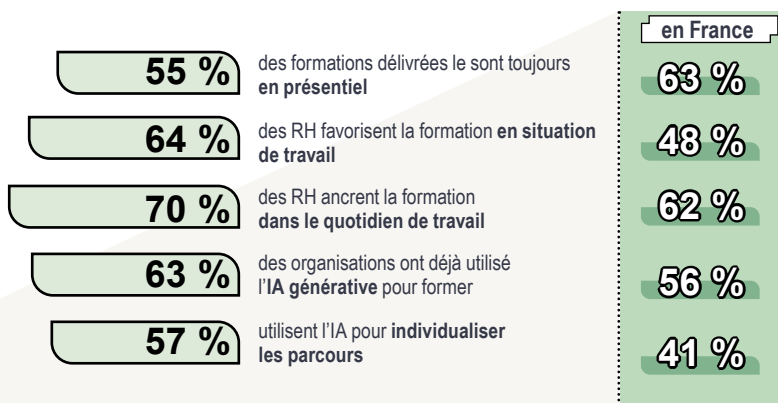 en France
55 %
des formations délivrées le sont toujours
en présentiel
63 %
64 %
des RH favorisent la formation en situation
de travail
48 %
70 %
des RH ancrent la formation
dans le quotidien de travail
62 %
63 %
des organisations ont déjà utilisé
l’IA générative pour former
56 %
57 %
utilisent l’IA pour individualiser
les parcours
41 %